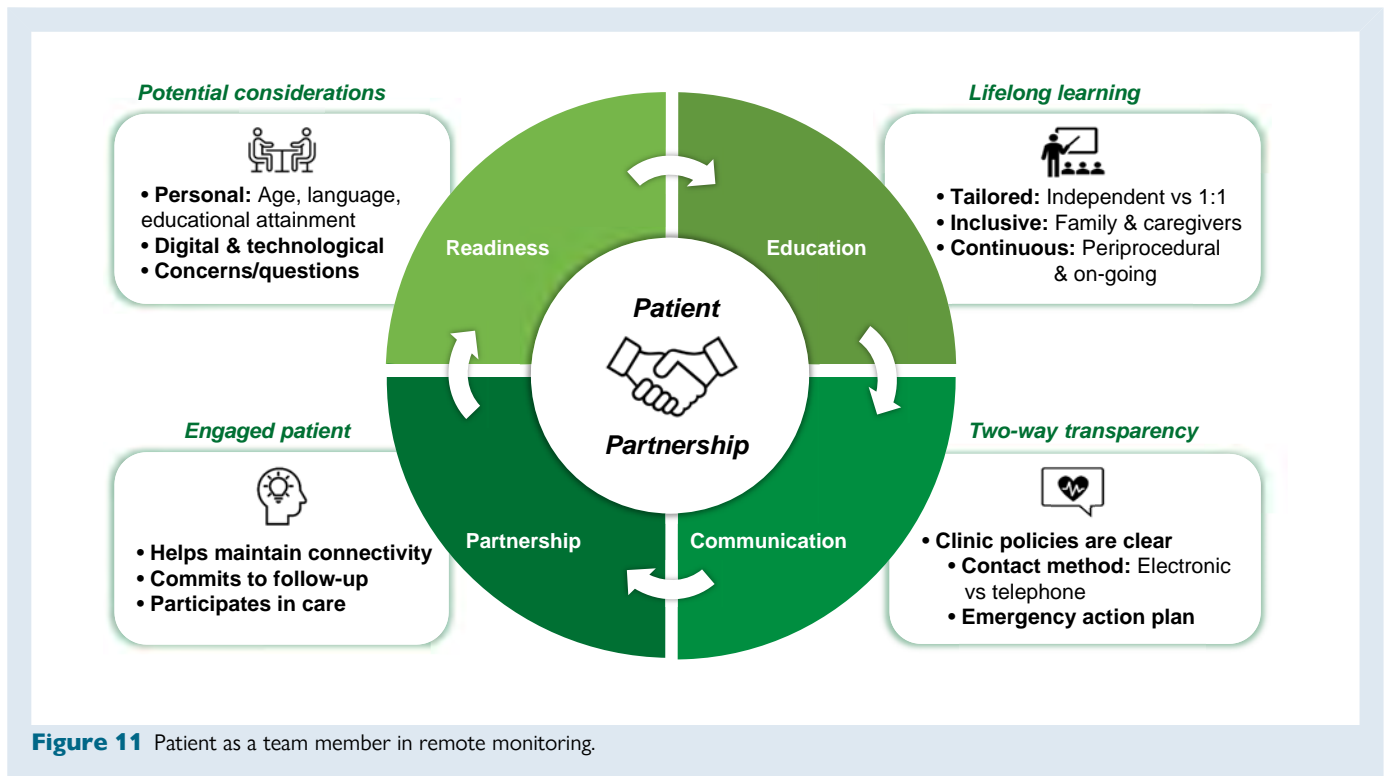 Potential considerations
• Personal: Age, language,
educational attainment
• Digital & technological
• Concerns/questions
Lifelong learning
• Tailored: Independent vs 1:1
• Inclusive: Family & caregivers
• Continuous: Periprocedural
& on-going
Readiness
Education
Patient
Partnership
Engaged patient
• Helps maintain connectivity
• Commits to follow-up
• Participates in care
Partnership
Communication
Two-way transparency
• Clinic policies are clear
• Contact method: Electronic
vs telephone
• Emergency action plan
Figure 11 Patient as a team member in remote monitoring.